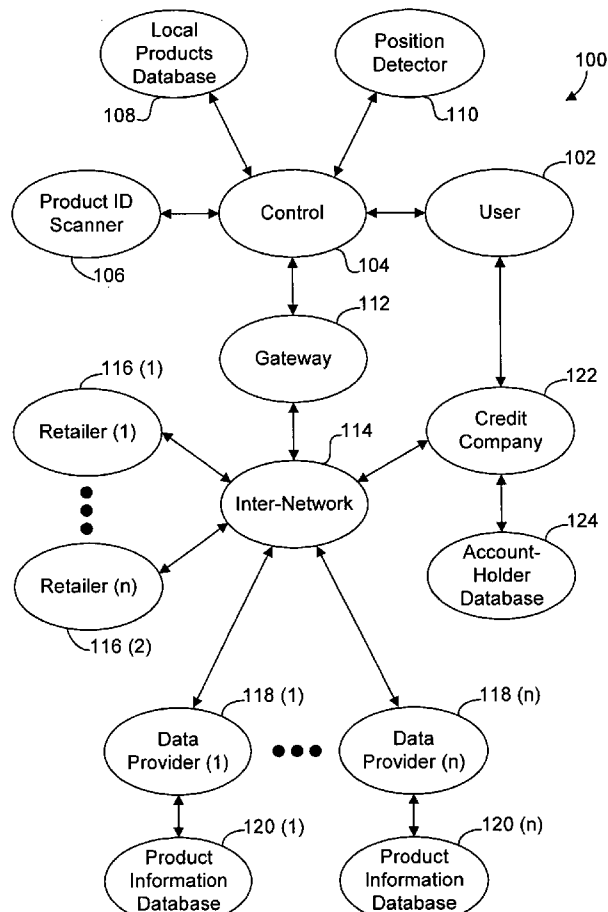 Local
Products
Database
108
Position
Detector
110
100
Product ID
Scanner
106
Control
104
102
User
112
Gateway
116 (1)
Retailer (1)
114
Inter-Network
122
Credit
Company
124
Account-
Holder
Database
Retailer (n)
116 (2)
118 (1)
Data
Provider (1)
118 (n)
Data
Provider (n)
120 (1)
Product
Information
Database
120 (n)
Product
Information
Database